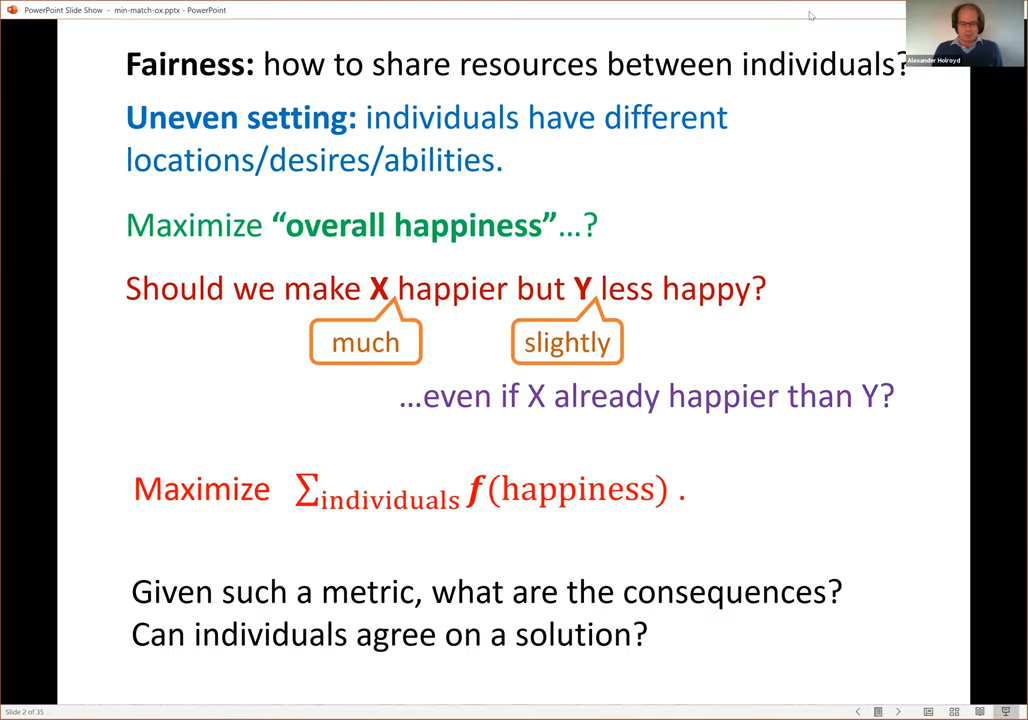 PowerPoint Slide Show - min-match-ox.pptx - PowerPoint
Alexander Holroyd
Fairness: how to share resources between individuals?
Uneven setting: individuals have different
locations/desires/abilities.
Maximize “overall happiness”…?
Should we make X happier but Y less happy?
much
slightly
…even if X already happier than Y?
Maximize ∑individuals f(happiness) .
Given such a metric, what are the consequences?
Can individuals agree on a solution?
Slide 2 of 35